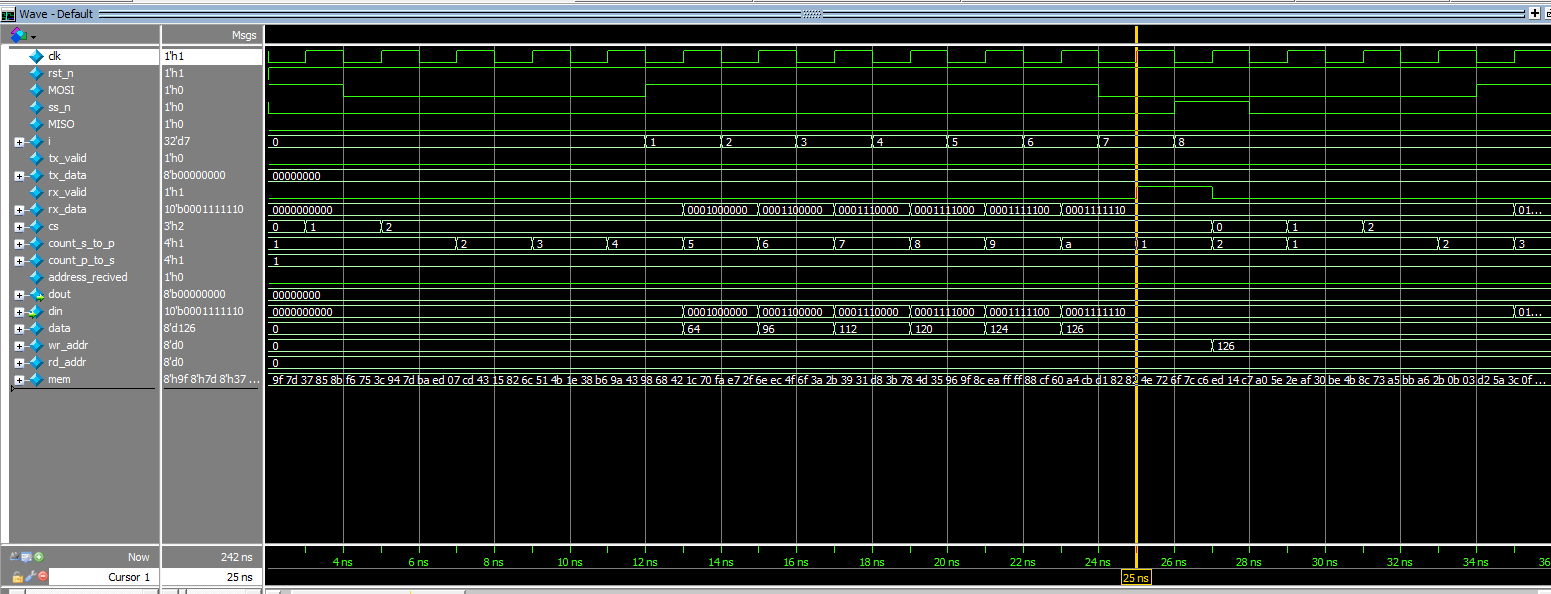 Wave - Default
Msgs
clk 1'h1
rst_n 1'h1
MOSI 1'h0
ss_n 1'h0
MISO 1'h0
i 32'd7 0 1 2 3 4 5 6 7 8
tx_valid 1'h0
tx_data 8'b00000000 00000000
rx_valid 1'h1
rx_data 10'b0001111110 0000000000 0001000000 0001100000 0001110000 0001111000 0001111100 0001111110 01...
cs 3'h2 0 1 2 0 1 2
count_s_to_p 4'h1 1 2 3 4 5 6 7 8 9 a 1 2 1 2 3
count_p_to_s 4'h1 1
address_recived 1'h0
dout 8'b00000000 00000000
din 10'b0001111110 0000000000 0001000000 0001100000 0001110000 0001111000 0001111100 0001111110 01...
data 8'd126 0 64 96 112 120 124 126
wr_addr 8'd0 0 126
rd_addr 8'd0 0
mem 8'h9f 8'h7d 8'h37 ... 9f 7d 37 85 8b f6 75 3c 94 7d ba ed 07 cd 43 15 82 6c 51 4b 1e 38 b6 9a 43 98 68 42 1c 70 fa e7 2f 6e ec 4f 6f 3a 2b 39 31 d8 3b 78 4d 35 96 9f 8c ea ff ff 88 cf 60 a4 cb d1 82 82 4e 72 6f 7c c6 ed 14 c7 a0 5e 2e af 30 be 4b 8c 73 a5 bb a6 2b 0b 03 d2 5a 3c 0f ...
Now 242 ns 4 ns 6 ns 8 ns 10 ns 12 ns 14 ns 16 ns 18 ns 20 ns 22 ns 24 ns 26 ns 28 ns 30 ns 32 ns 34 ns 36
Cursor 1 25 ns 25 ns